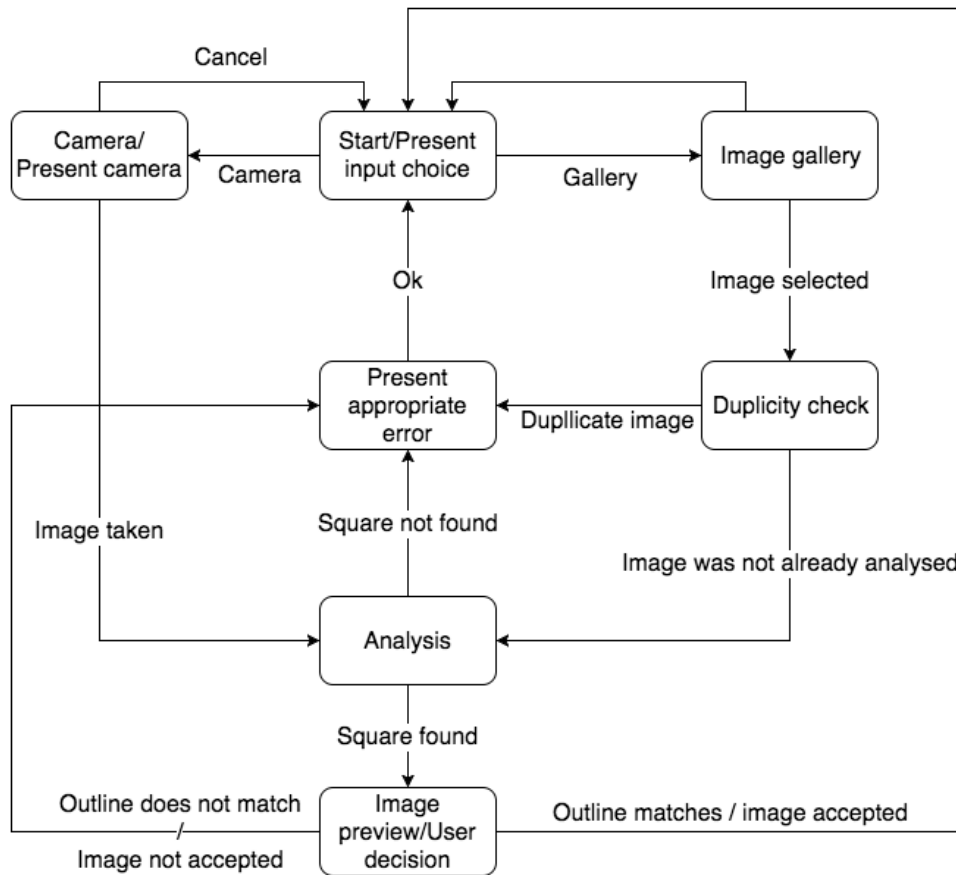 Cancel
Camera/
Present camera
Start/Present
input choice
Image gallery
Camera
Gallery
Ok
Image selected
Present
appropriate
error
Duplicity check
Dupllicate image
Image taken
Square not found
Image was not already analysed
Analysis
Square found
Outline does not match
/
Image not accepted
Image
preview/User
decision
Outline matches / image accepted